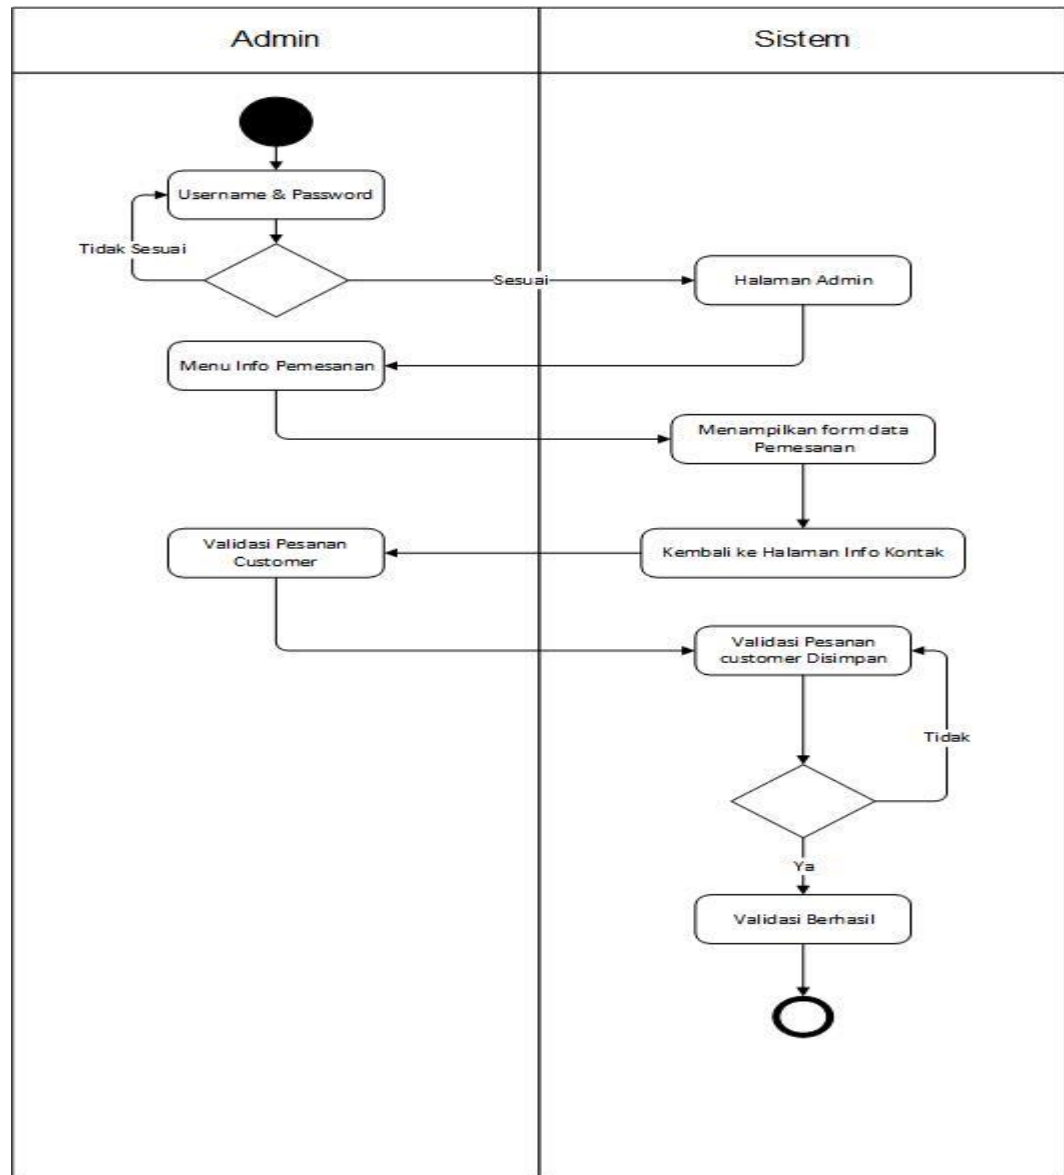 Admin
Sistem
Username & Password
Tidak Sesuai
Sesuai
Halaman Admin
Menu Info Pemesanan
Menampilkan form data
Pemesanan
Kembali ke Halaman Info Kontak
Validasi Pesanan
Customer
Validasi Pesanan
customer Disimpan
Tidak
Ya
Validasi Berhasil